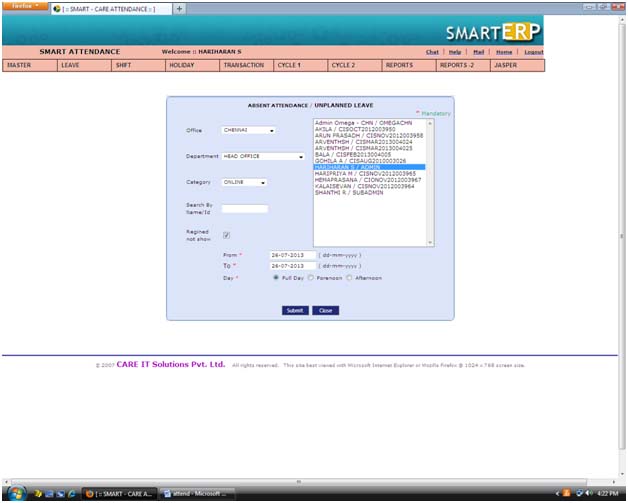 Firefox
[ :: SMART - CARE ATTENDANCE :: ]
SMARTERP
SMART ATTENDANCE Welcome :: HARIHARAN S Chat | Help | Mail | Home | Logout
MASTER LEAVE SHIFT HOLIDAY TRANSACTION CYCLE 1 CYCLE 2 REPORTS REPORTS -2 JASPER
ABSENT ATTENDANCE / UNPLANNED LEAVE
* Mandatory
Office CHENNAI
Department HEAD OFFICE
Category ONLINE
Search By
Name/Id
Regined
not show
Admin Omega - CHN / OMEGACHN
AKILA / CISOCT2012003950
ARUN PRASADH / CISNOV2012003958
ARVENTHSH / CISMAR2013004024
ARVENTHSH / CISMAR2013004025
BALA / CISFEB2013004005
GOHILA A / CISAUG2010003026
HARIHARAN S / ADMIN
HARIPRIYA M / CISNOV2012003965
HEMAPRASANA / CIONOV2012003967
KALAISEVAN / CISNOV2012003964
SHANTHI R / SUBADMIN
From * 26-07-2013 ( dd-mm-yyyy )
To * 26-07-2013 ( dd-mm-yyyy )
Day * Full Day Forenoon Afternoon
Submit Close
© 2007 CARE IT Solutions Pvt. Ltd. All rights reserved. This site best viewed with Microsoft Internet Explorer or Mozilla Firefox @ 1024 x 768 screen size.
[ :: SMART - CARE A... attend - Microsoft ... 4:22 PM